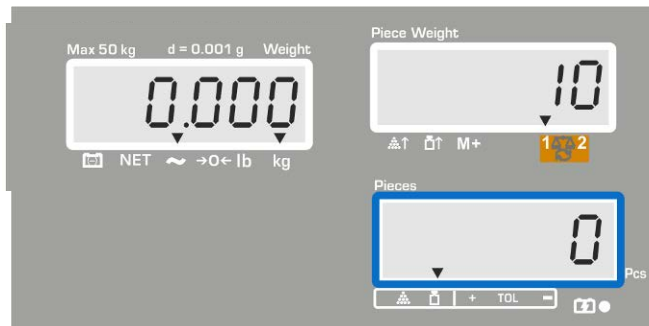 Max 50 kg d = 0.001 g Weight
0.000
NET →0← lb kg
Piece Weight
10
M+
1 2
Pieces
0
Pcs
+ TOL −